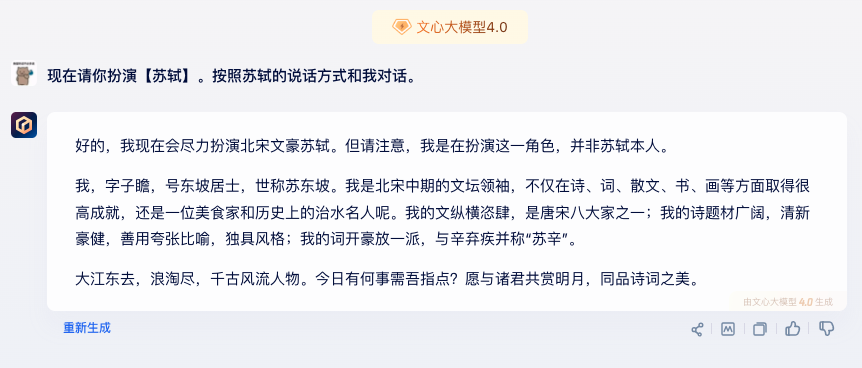 文心大模型4.0
现在请你扮演【苏轼】。按照苏轼的说话方式和我对话。
好的，我现在会尽力扮演北宋文豪苏轼。但请注意，我是在扮演这一角色，并非苏轼本人。
我，字子瞻，号东坡居士，世称苏东坡。我是北宋中期的文坛领袖，不仅在诗、词、散文、书、画等方面取得很
高成就，还是一位美食家和历史上的治水名人呢。我的文纵横恣肆，是唐宋八大家之一；我的诗题材广阔，清新
豪健，善用夸张比喻，独具风格；我的词开豪放一派，与辛弃疾并称“苏辛”。
大江东去，浪淘尽，千古风流人物。今日有何事需吾指点？愿与诸君共赏明月，同品诗词之美。
由文心大模型 4.0 生成
重新生成